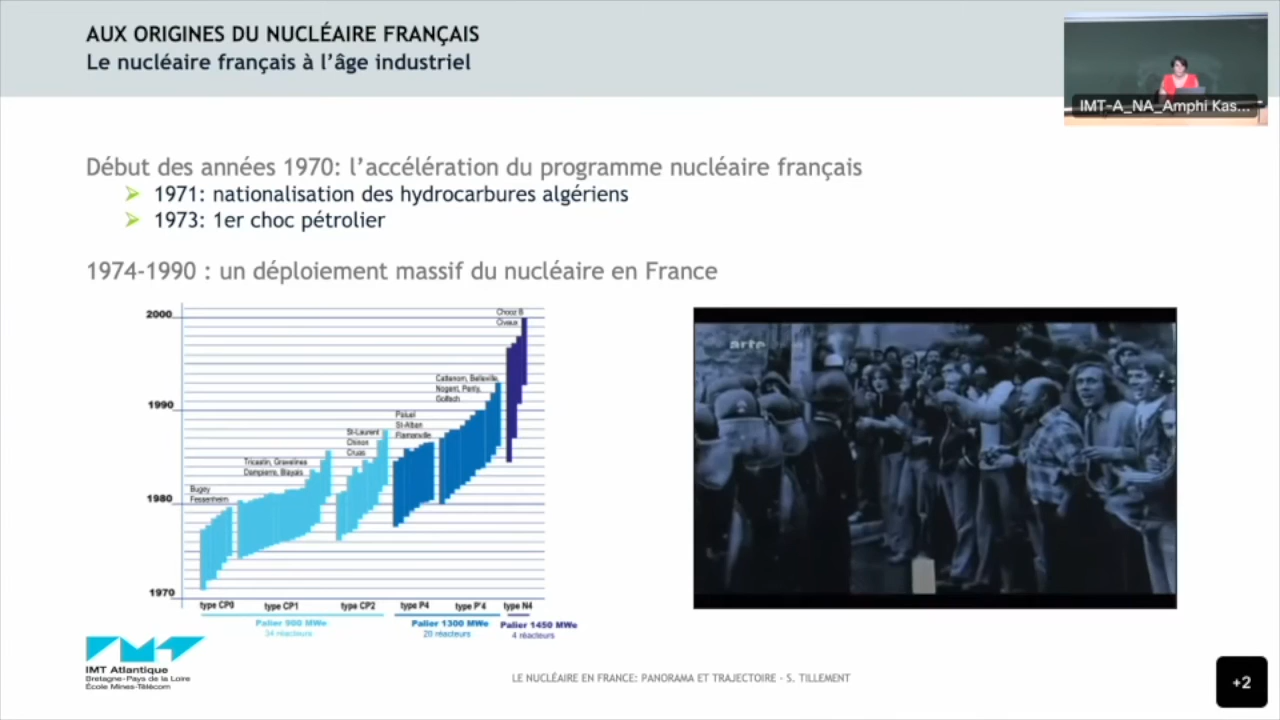 AUX ORIGINES DU NUCLÉAIRE FRANÇAIS
Le nucléaire français à l'âge industriel
IMT-A_NA_Amphi Kas...
Début des années 1970: l'accélération du programme nucléaire français
1971: nationalisation des hydrocarbures algériens
1973: 1er choc pétrolier
1974-1990 : un déploiement massif du nucléaire en France
2000
Chooz B
Civaux
Cattenom, Belleville,
Nogent, Penly,
Golfech
1990
Paluel
St-Alban
Flamanville
St-Laurent
Chinon
Cruas
Tricastin, Gravelines
Dampierre, Blayais
Bugey
Fessenheim
1980
1970
type CP0
type CP1
type CP2
type P4
type P'4
type N4
Palier 900 MWe
34 réacteurs
Palier 1300 MWe
20 réacteurs
Palier 1450 MWe
4 réacteurs
arte
IMT Atlantique
Bretagne-Pays de la Loire
École Mines-Télécom
LE NUCLÉAIRE EN FRANCE: PANORAMA ET TRAJECTOIRE - S. TILLEMENT
+2